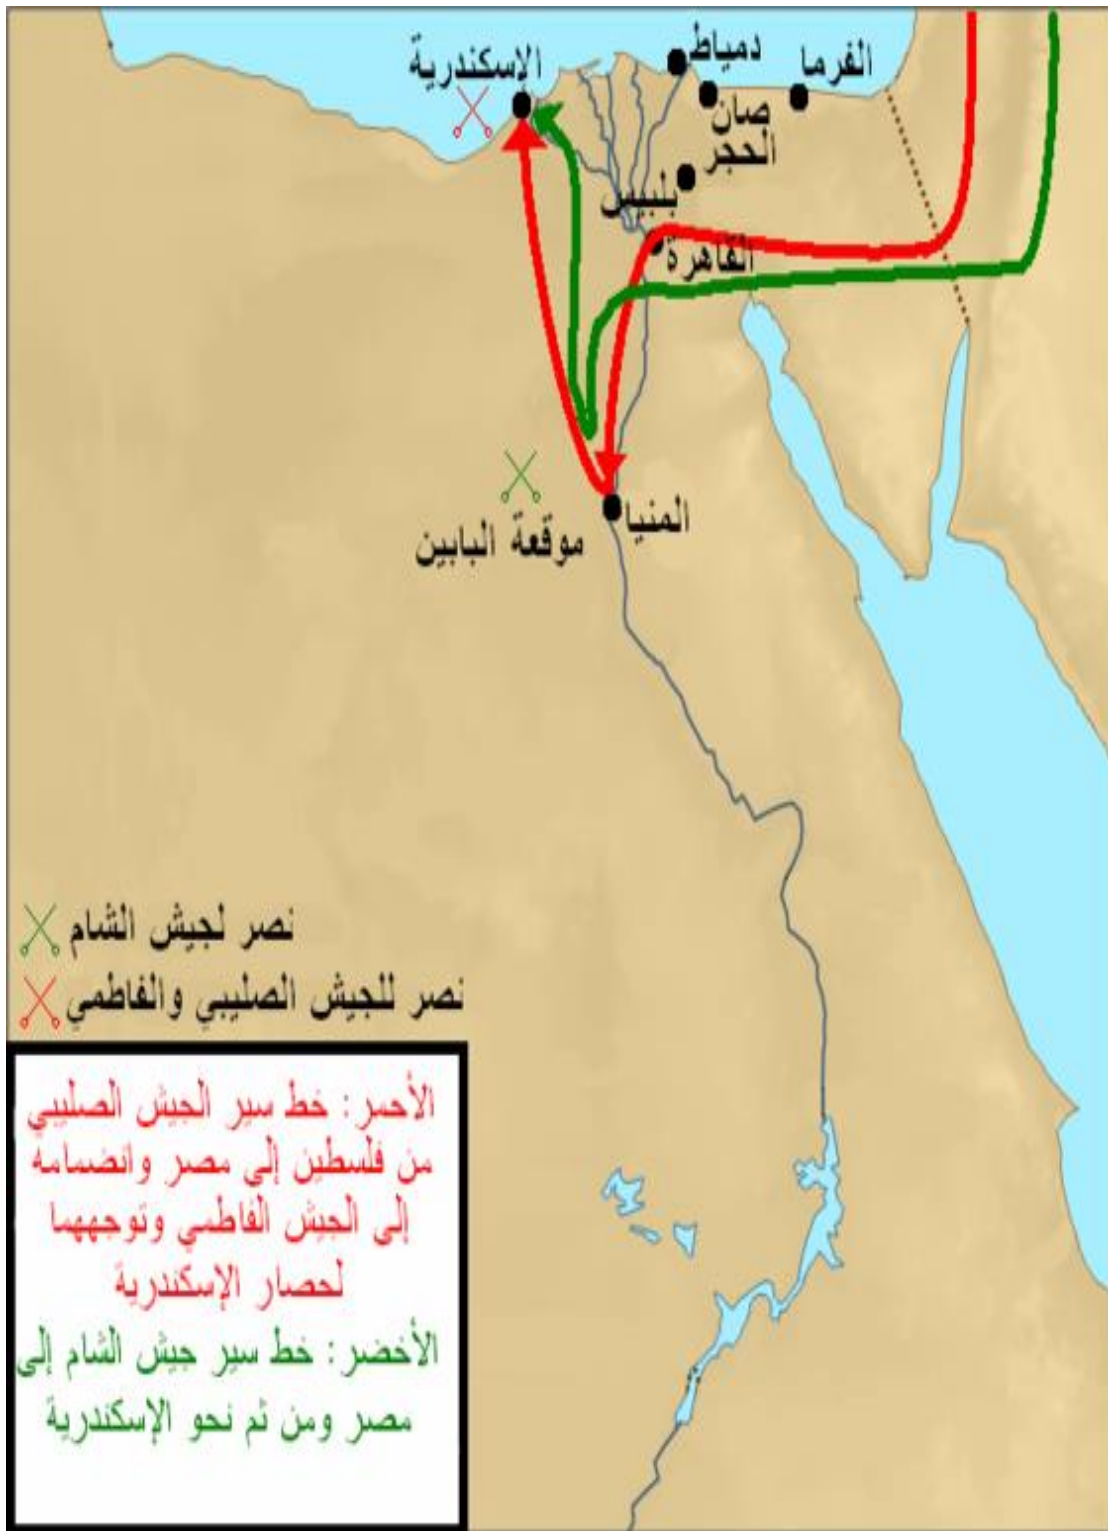 دمياط
الفرما
الإسكندرية
صان
الحجر
بلبيس
القاهرة
المنيا
موقعة البابين
نصر لجيش الشام
نصر للجيش الصليبي والفاطمي
الأحمر: خط سير الجيش الصليبي
من فلسطين إلى مصر وانضمامه
إلى الجيش الفاطمي وتوجههما
لحصار الإسكندرية
الأخضر: خط سير جيش الشام إلى
مصر ومن ثم نحو الإسكندرية